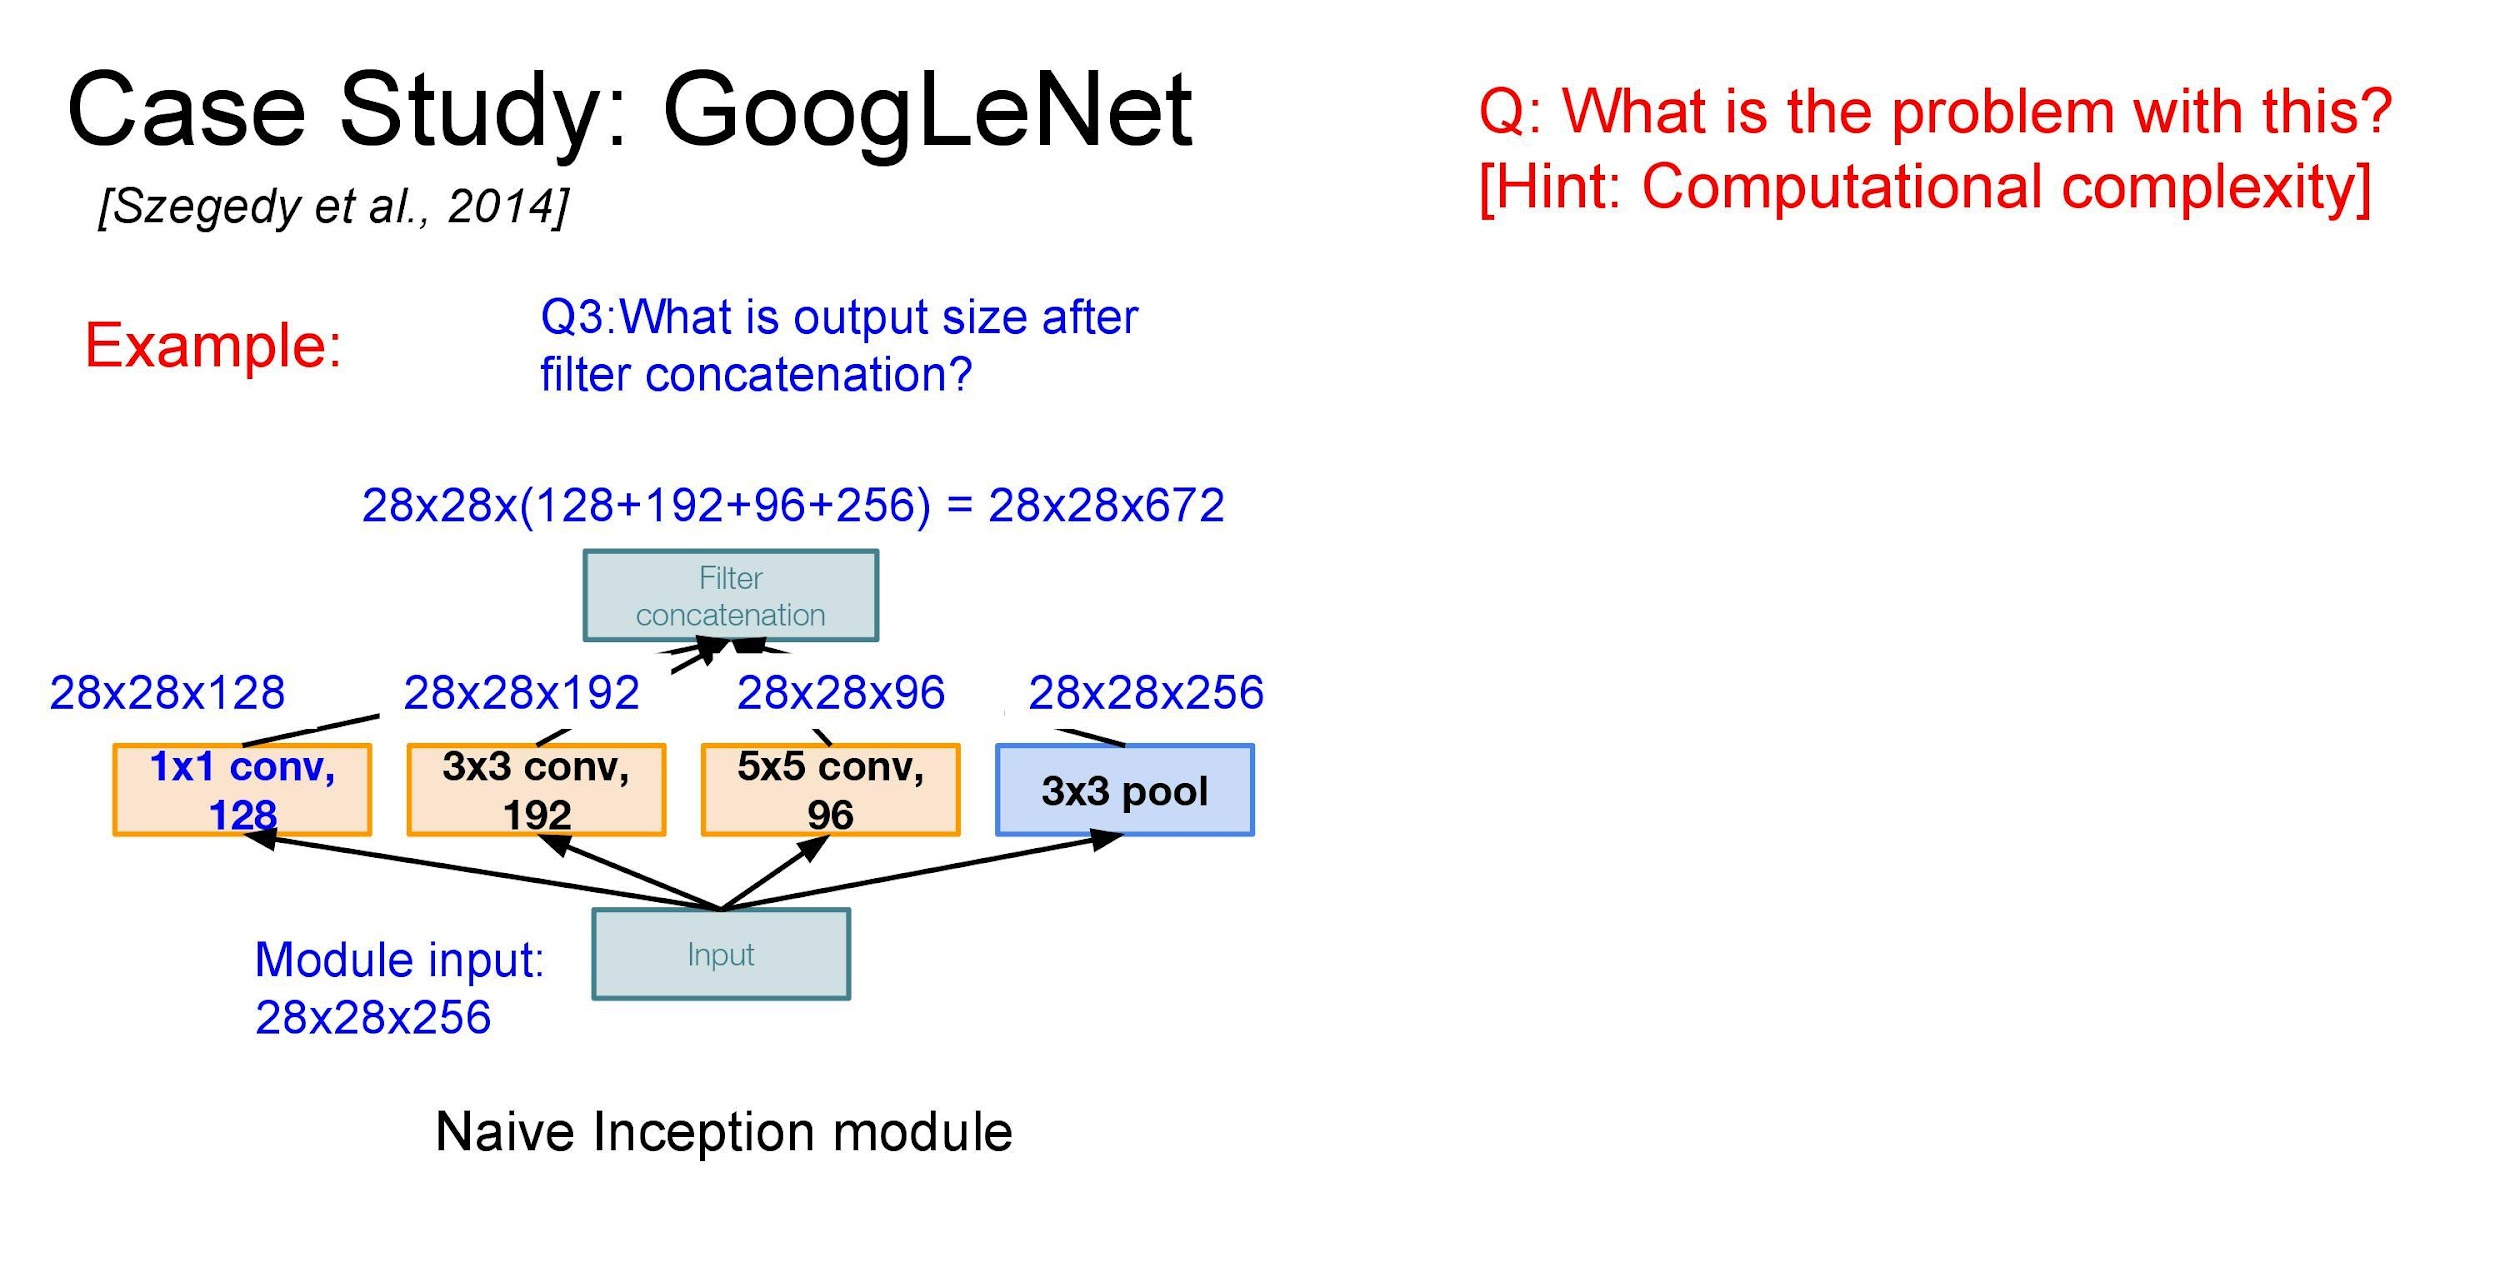 Case Study: GoogLeNet
[Szegedy et al., 2014]
Q: What is the problem with this?
[Hint: Computational complexity]
Example:
Q3:What is output size after
filter concatenation?
28x28x(128+192+96+256) = 28x28x672
Filter
concatenation
28x28x128
28x28x192
28x28x96
28x28x256
1x1 conv,
128
3x3 conv,
192
5x5 conv,
96
3x3 pool
Input
Module input:
28x28x256
Naive Inception module